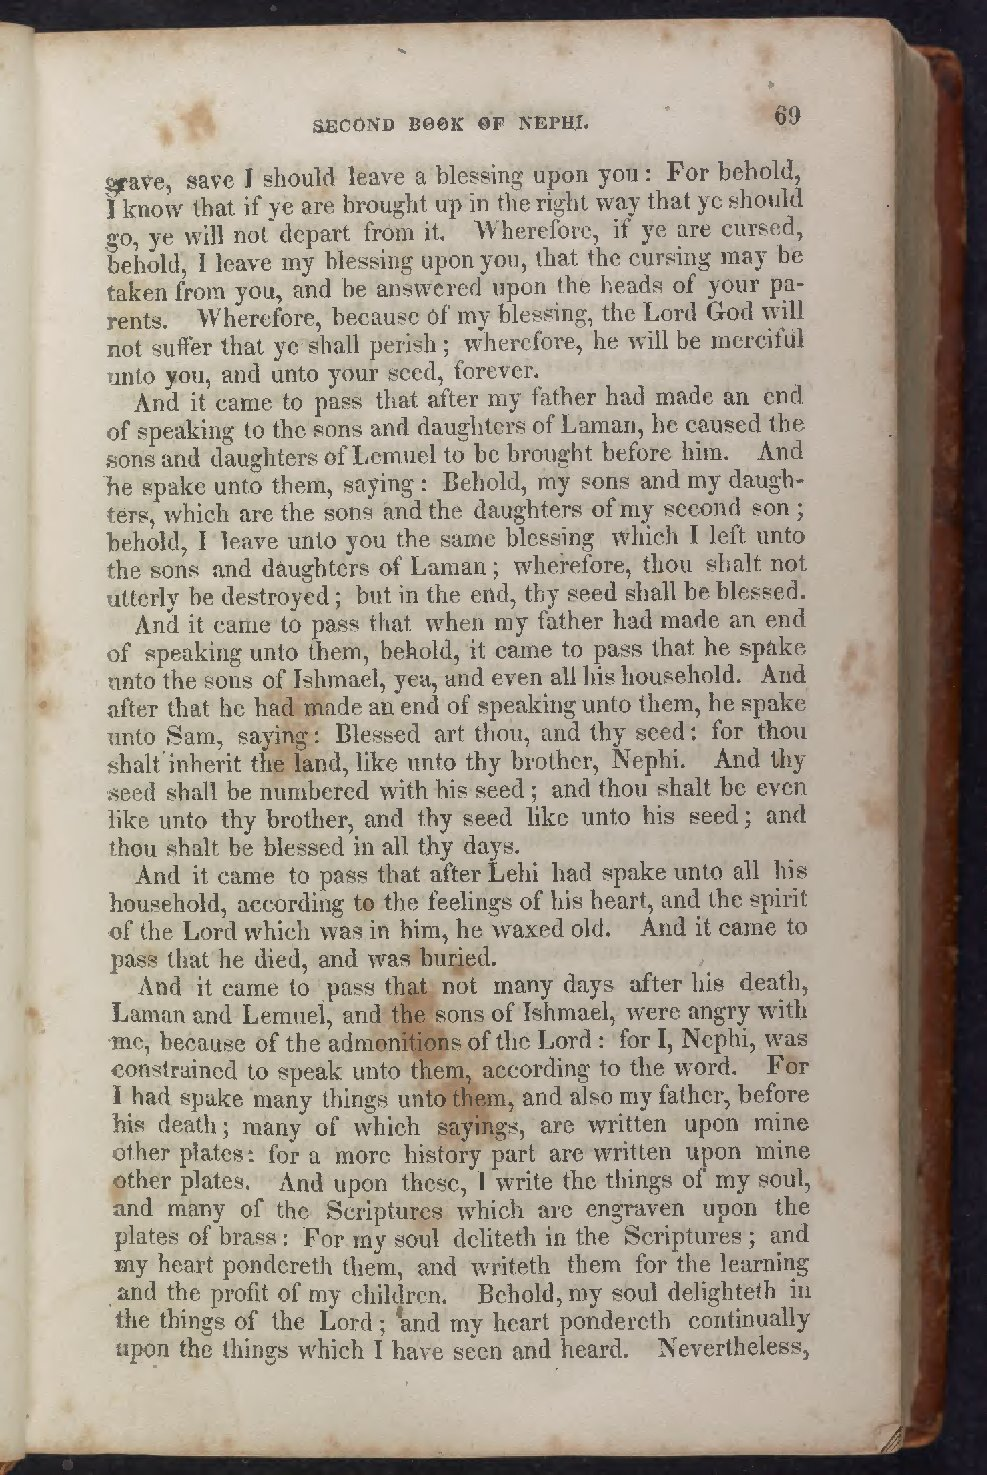 SECOND BOOK OF NEPHI. 69
grave, save I should leave a blessing upon you: For behold,
I know that if ye are brought up in the right way that ye should
go, ye will not depart from it. Wherefore, if ye are cursed,
behold, I leave my blessing upon you, that the cursing may be
taken from you, and be answered upon the heads of your pa-
rents. Wherefore, because of my blessing, the Lord God will
not suffer that ye shall perish; wherefore, he will be merciful
unto you, and unto your seed, forever.
And it came to pass that after my father had made an end
of speaking to the sons and daughters of Laman, he caused the
sons and daughters of Lemuel to be brought before him. And
he spake unto them, saying: Behold, my sons and my daugh-
ters, which are the sons and the daughters of my second son;
behold, I leave unto you the same blessing which I left unto
the sons and daughters of Laman; wherefore, thou shalt not
utterly be destroyed; but in the end, thy seed shall be blessed.
And it came to pass that when my father had made an end
of speaking unto them, behold, it came to pass that he spake
unto the sons of Ishmael, yea, and even all his household. And
after that he had made an end of speaking unto them, he spake
unto Sam, saying: Blessed art thou, and thy seed: for thou
shalt inherit the land, like unto thy brother, Nephi. And thy
seed shall be numbered with his seed; and thou shalt be even
like unto thy brother, and thy seed like unto his seed; and
thou shalt be blessed in all thy days.
And it came to pass that after Lehi had spake unto all his
household, according to the feelings of his heart, and the spirit
of the Lord which was in him, he waxed old. And it came to
pass that he died, and was buried.
And it came to pass that not many days after his death,
Laman and Lemuel, and the sons of Ishmael, were angry with
me, because of the admonitions of the Lord: for I, Nephi, was
constrained to speak unto them, according to the word. For
I had spake many things unto them, and also my father, before
his death; many of which sayings, are written upon mine
other plates: for a more history part are written upon mine
other plates. And upon these, I write the things of my soul,
and many of the Scriptures which are engraven upon the
plates of brass: For my soul deliteth in the Scriptures; and
my heart pondereth them, and writeth them for the learning
and the profit of my children. Behold, my soul delighteth in
the things of the Lord; and my heart pondereth continually
upon the things which I have seen and heard. Nevertheless,